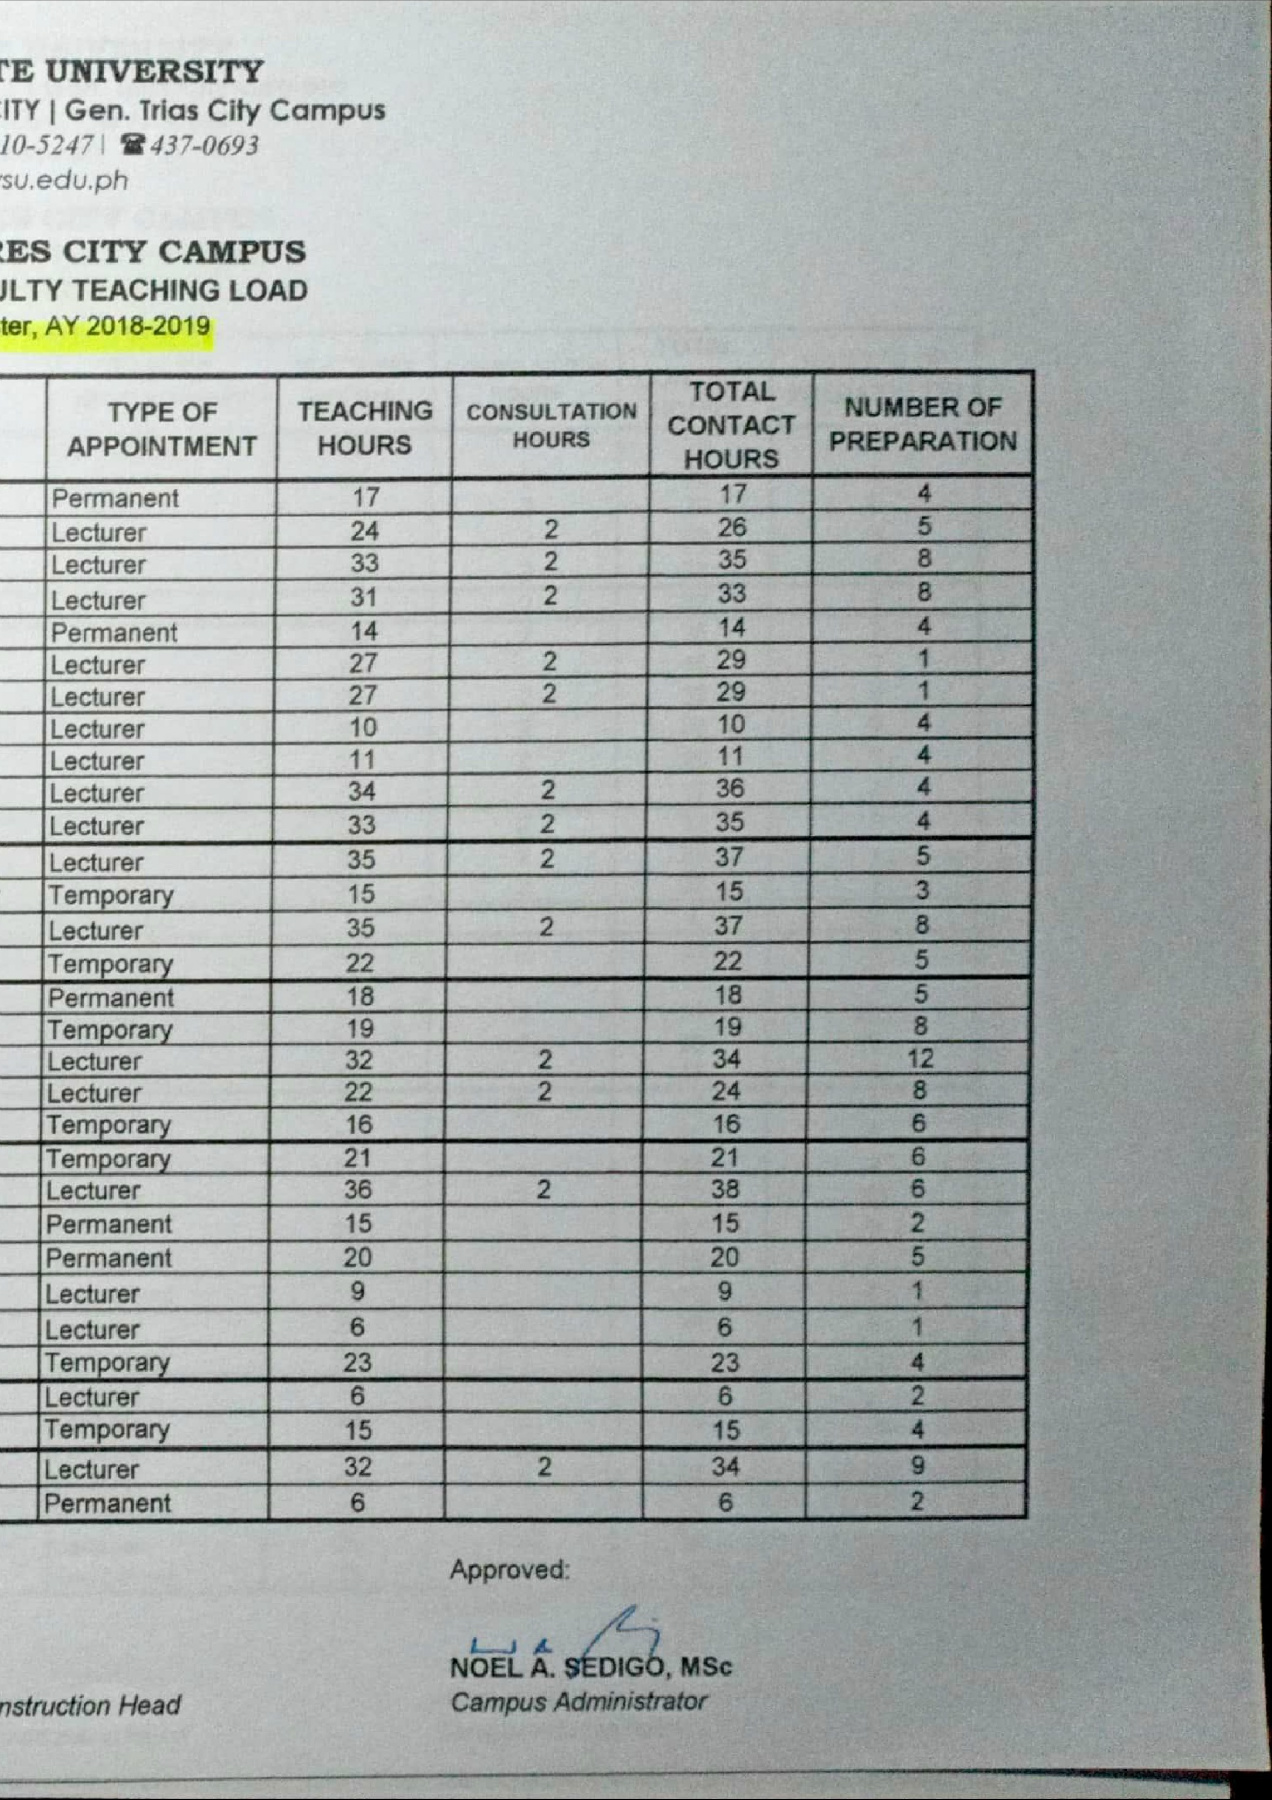 TE UNIVERSITY
CITY | Gen. Trias City Campus
10-5247| ☎437-0693
su.edu.ph
RES CITY CAMPUS
ULTY TEACHING LOAD
ter, AY 2018-2019
TYPE OF APPOINTMENT TEACHING HOURS CONSULTATION HOURS TOTAL CONTACT HOURS NUMBER OF PREPARATION
Permanent 17 17 4
Lecturer 24 2 26 5
Lecturer 33 2 35 8
Lecturer 31 2 33 8
Permanent 14 14 4
Lecturer 27 2 29 1
Lecturer 27 2 29 1
Lecturer 10 10 4
Lecturer 11 11 4
Lecturer 34 2 36 4
Lecturer 33 2 35 4
Lecturer 35 2 37 5
Temporary 15 15 3
Lecturer 35 2 37 8
Temporary 22 22 5
Permanent 18 18 5
Temporary 19 19 8
Lecturer 32 2 34 12
Lecturer 22 2 24 8
Temporary 16 16 6
Temporary 21 21 6
Lecturer 36 2 38 6
Permanent 15 15 2
Permanent 20 20 5
Lecturer 9 9 1
Lecturer 6 6 1
Temporary 23 23 4
Lecturer 6 6 2
Temporary 15 15 4
Lecturer 32 2 34 9
Permanent 6 6 2
Approved:
NOEL A. SEDIGO, MSc
nstruction Head Campus Administrator